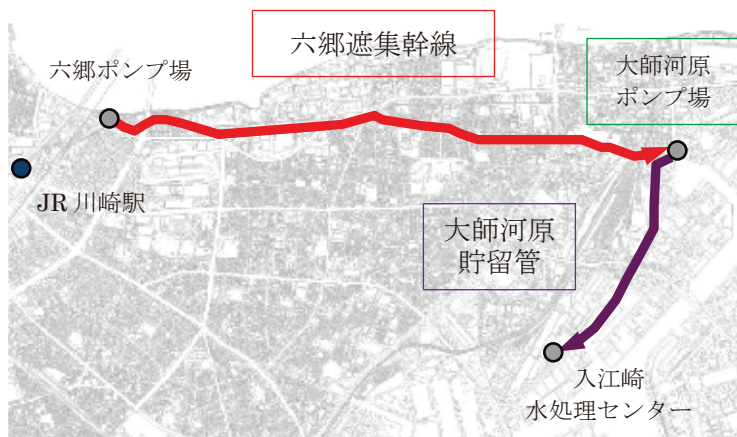 六郷遮集幹線
六郷ポンプ場
大師河原
ポンプ場
JR 川崎駅
大師河原
貯留管
入江崎
水処理センター